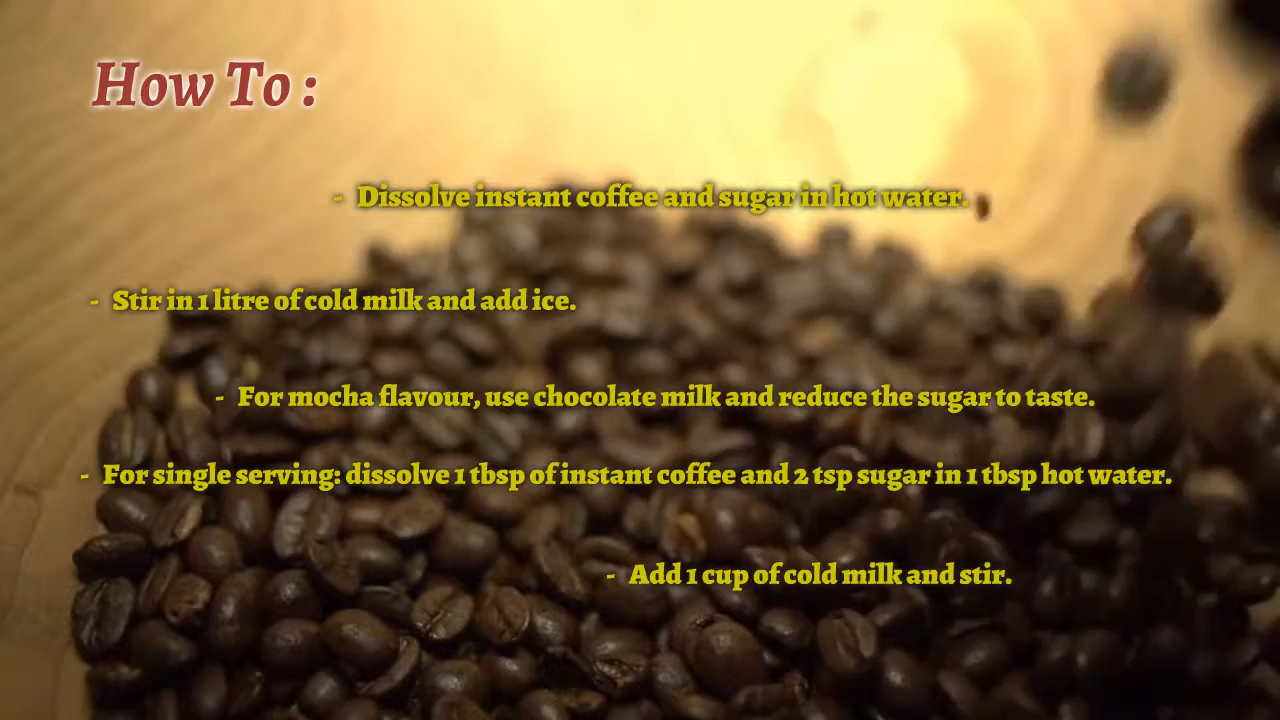 How To :
- Dissolve instant coffee and sugar in hot water.
- Stir in 1 litre of cold milk and add ice.
- For mocha flavour, use chocolate milk and reduce the sugar to taste.
- For single serving: dissolve 1 tbsp of instant coffee and 2 tsp sugar in 1 tbsp hot water.
- Add 1 cup of cold milk and stir.